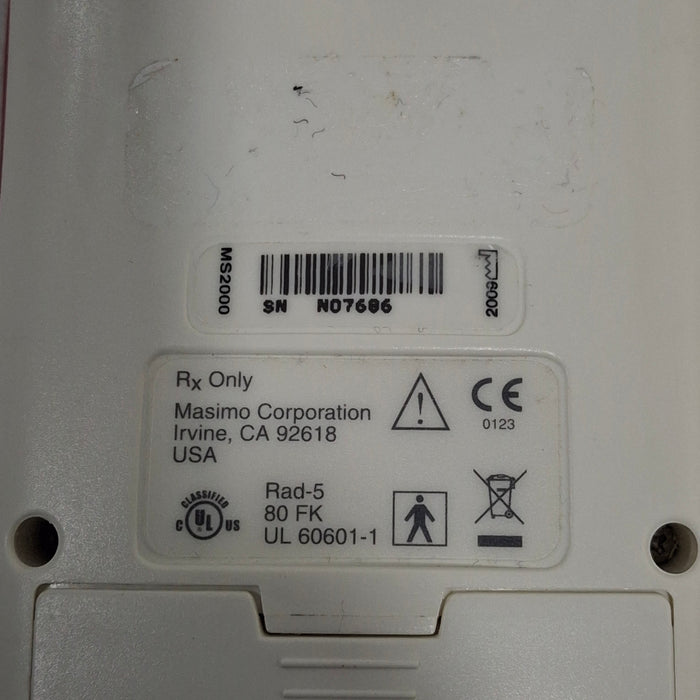 MS2000
SN N07686
2009
Rx Only
Masimo Corporation
Irvine, CA 92618
USA
CE
0123
CLASSIFIED
C UL US
Rad-5
80 FK
UL 60601-1